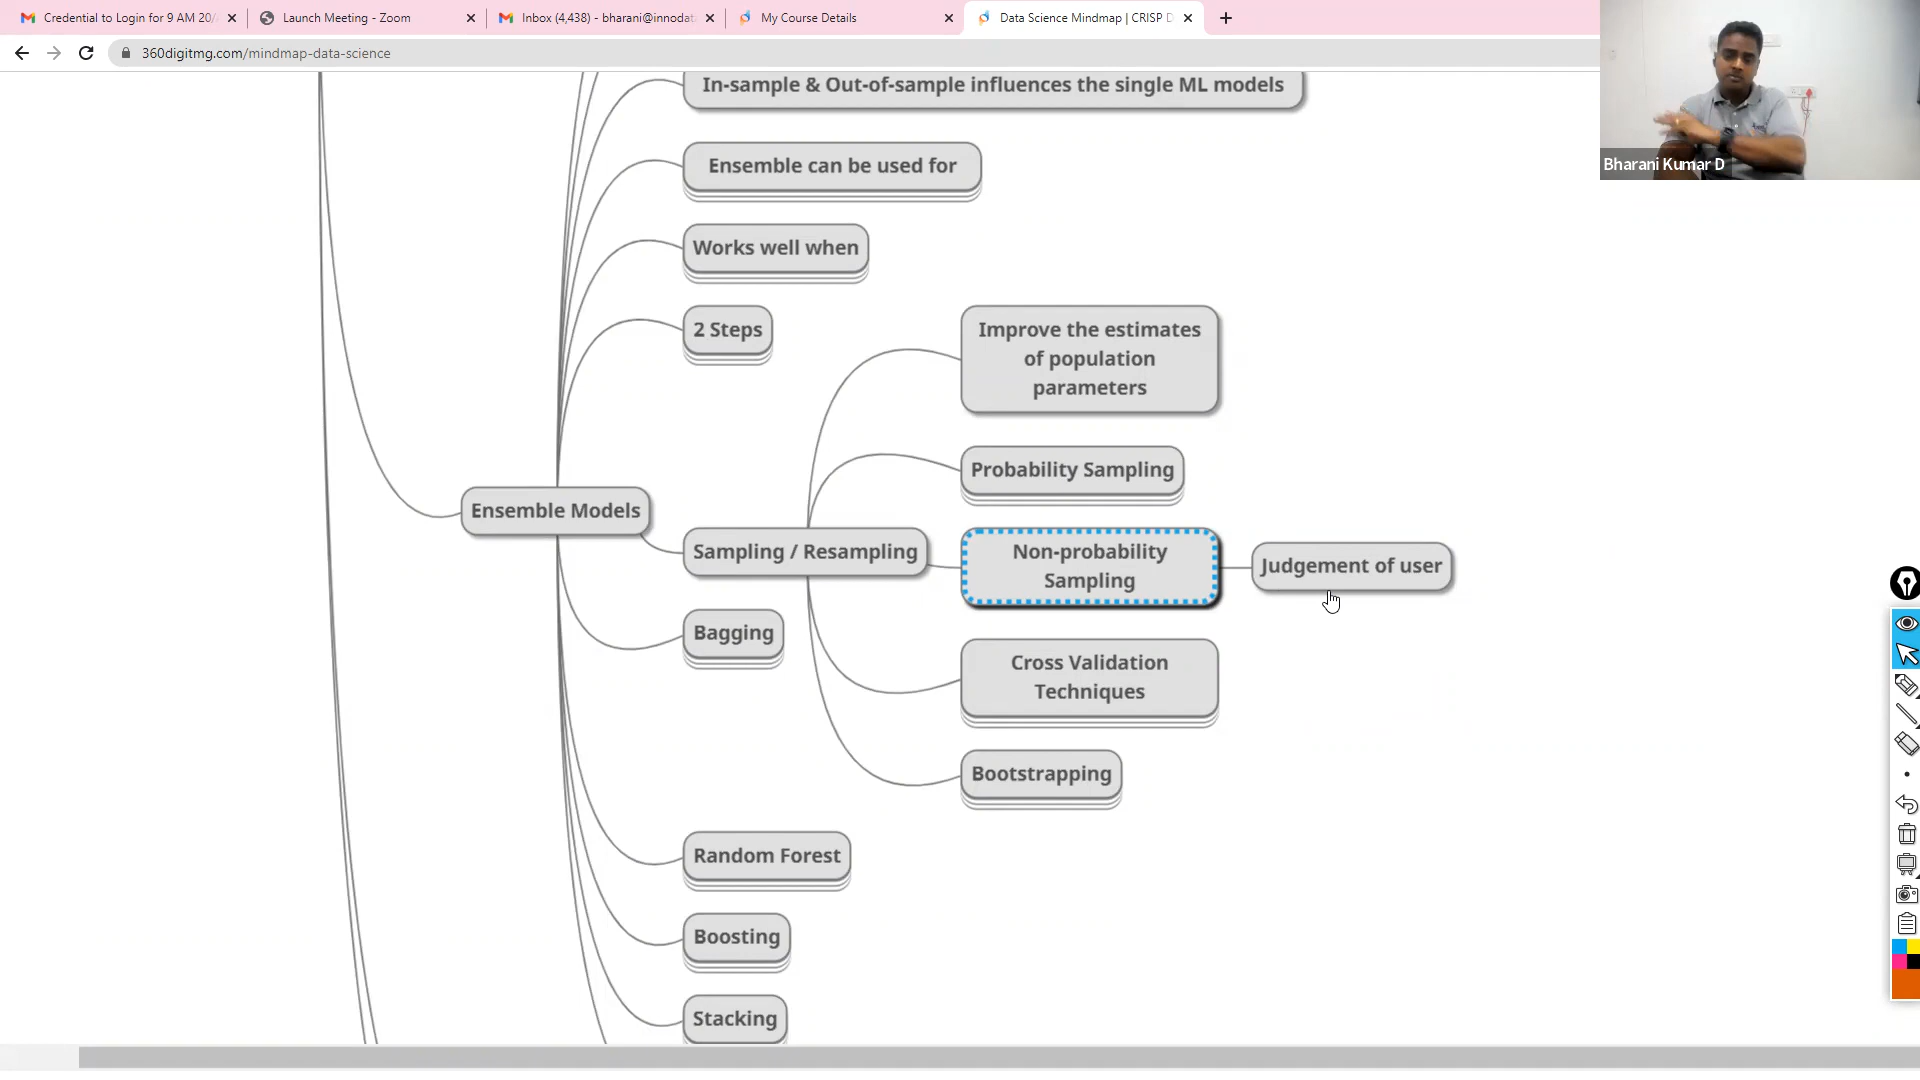 Credential to Login for 9 AM 20/
Launch Meeting - Zoom
Inbox (4,438) - bharani@innodat
My Course Details
Data Science Mindmap | CRISP D
360digitmg.com/mindmap-data-science
Bharani Kumar D
In-sample & Out-of-sample influences the single ML models
Ensemble can be used for
Works well when
2 Steps
Improve the estimates
of population
parameters
Probability Sampling
Ensemble Models
Sampling / Resampling
Non-probability
Sampling
Judgement of user
Bagging
Cross Validation
Techniques
Bootstrapping
Random Forest
Boosting
Stacking